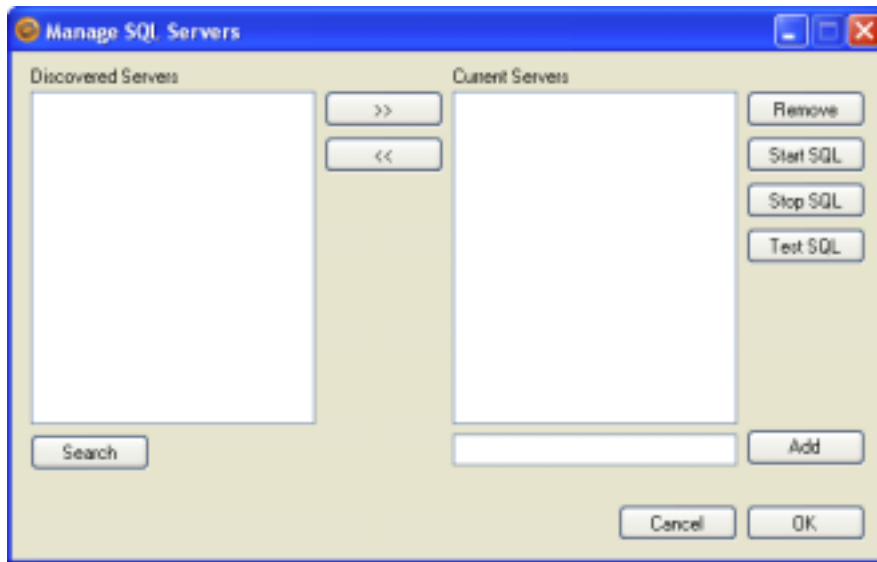 Manage SQL Servers
Discovered Servers
Current Servers
>>
<<
Remove
Start SQL
Stop SQL
Test SQL
Search
Add
Cancel
OK